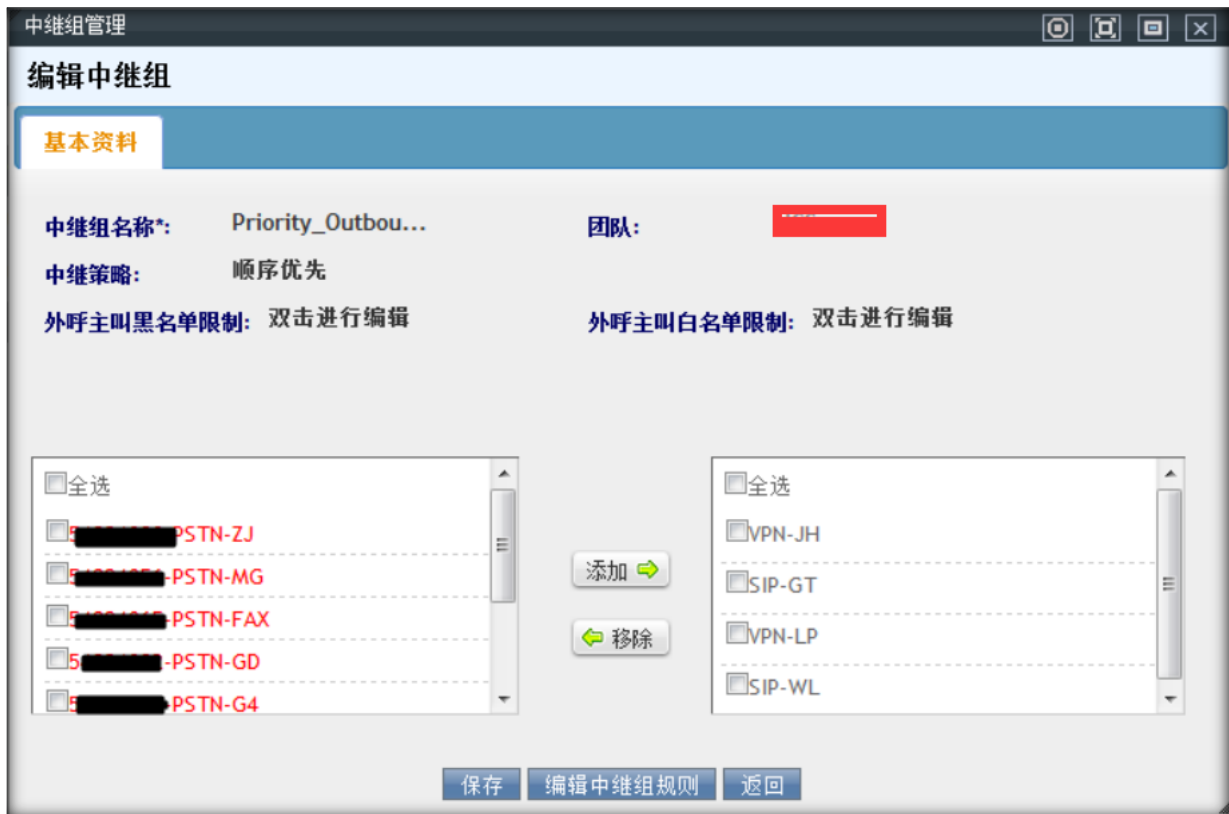 中继组管理
编辑中继组
基本资料
中继组名称*: Priority_Outbou... 团队:
中继策略: 顺序优先
外呼主叫黑名单限制: 双击进行编辑 外呼主叫白名单限制: 双击进行编辑
全选
5 PSTN-ZJ
5 -PSTN-MG
5 -PSTN-FAX
5 -PSTN-GD
5 PSTN-G4
添加
移除
全选
VPN-JH
SIP-GT
VPN-LP
SIP-WL
保存 编辑中继组规则 返回